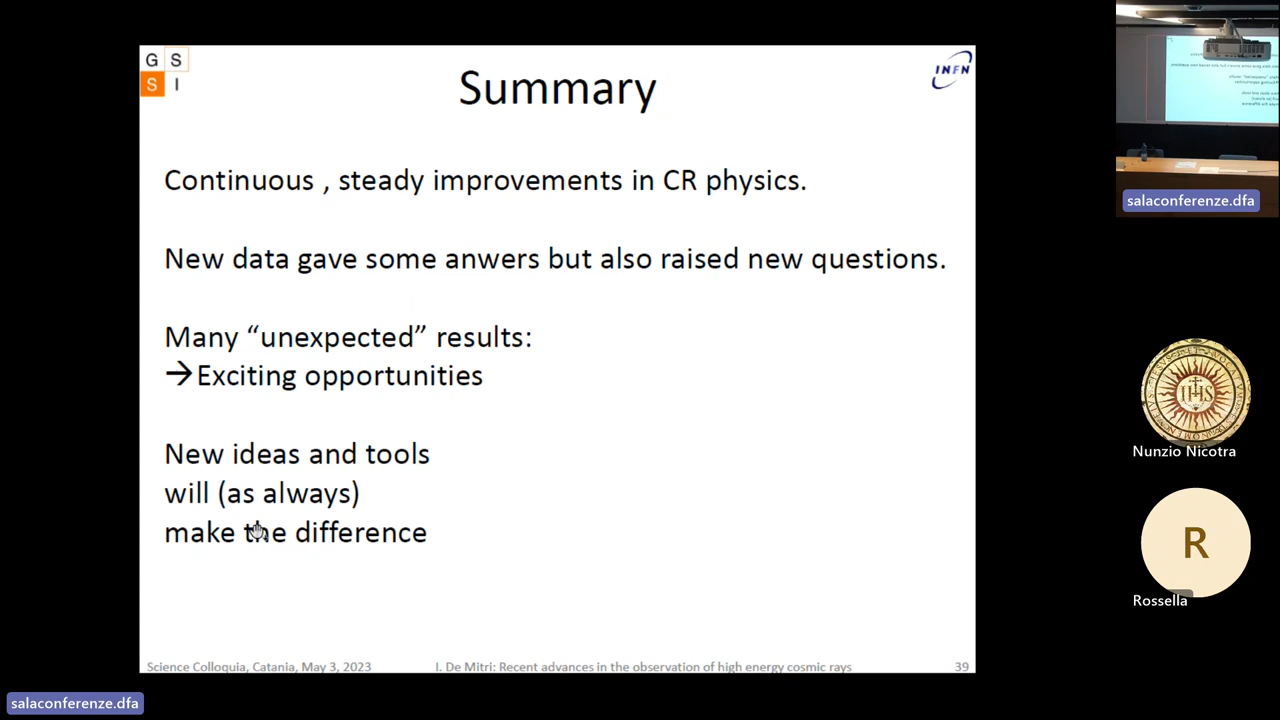 G S
S I
Summary
INFN
Continuous , steady improvements in CR physics.
New data gave some anwers but also raised new questions.
Many “unexpected” results:
→Exciting opportunities
New ideas and tools
will (as always)
make the difference
Science Colloquia, Catania, May 3, 2023
I. De Mitri: Recent advances in the observation of high energy cosmic rays
39
salaconferenze.dfa
salaconferenze.dfa
IHS
Nunzio Nicotra
R
Rossella